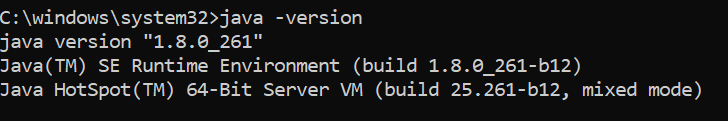 C:\windows\system32>java -version
java version "1.8.0_261"
Java(TM) SE Runtime Environment (build 1.8.0_261-b12)
Java HotSpot(TM) 64-Bit Server VM (build 25.261-b12, mixed mode)